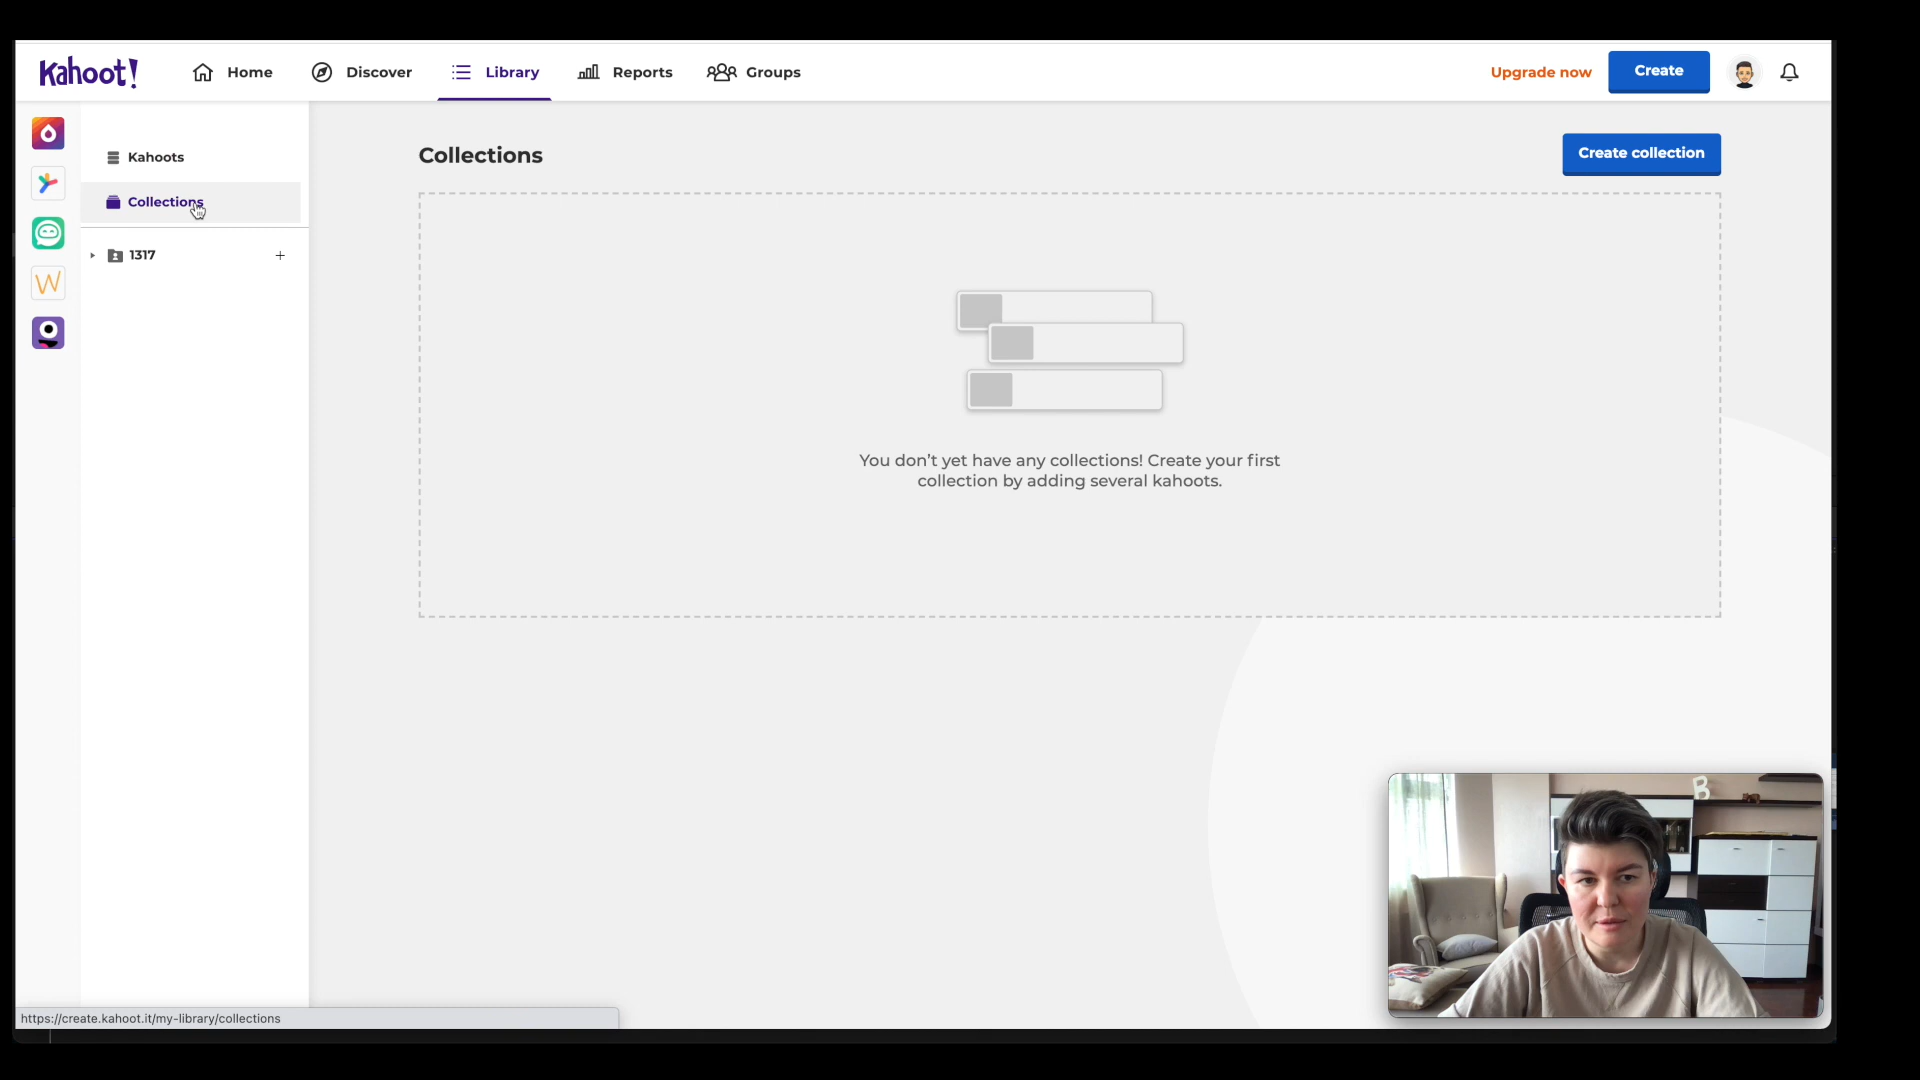 Kahoot!
Home
Discover
Library
Reports
Groups
Upgrade now
Create
Kahoots
Collections
1317
+
Collections
Create collection
You don't yet have any collections! Create your first
collection by adding several kahoots.
W
B
https://create.kahoot.it/my-library/collections